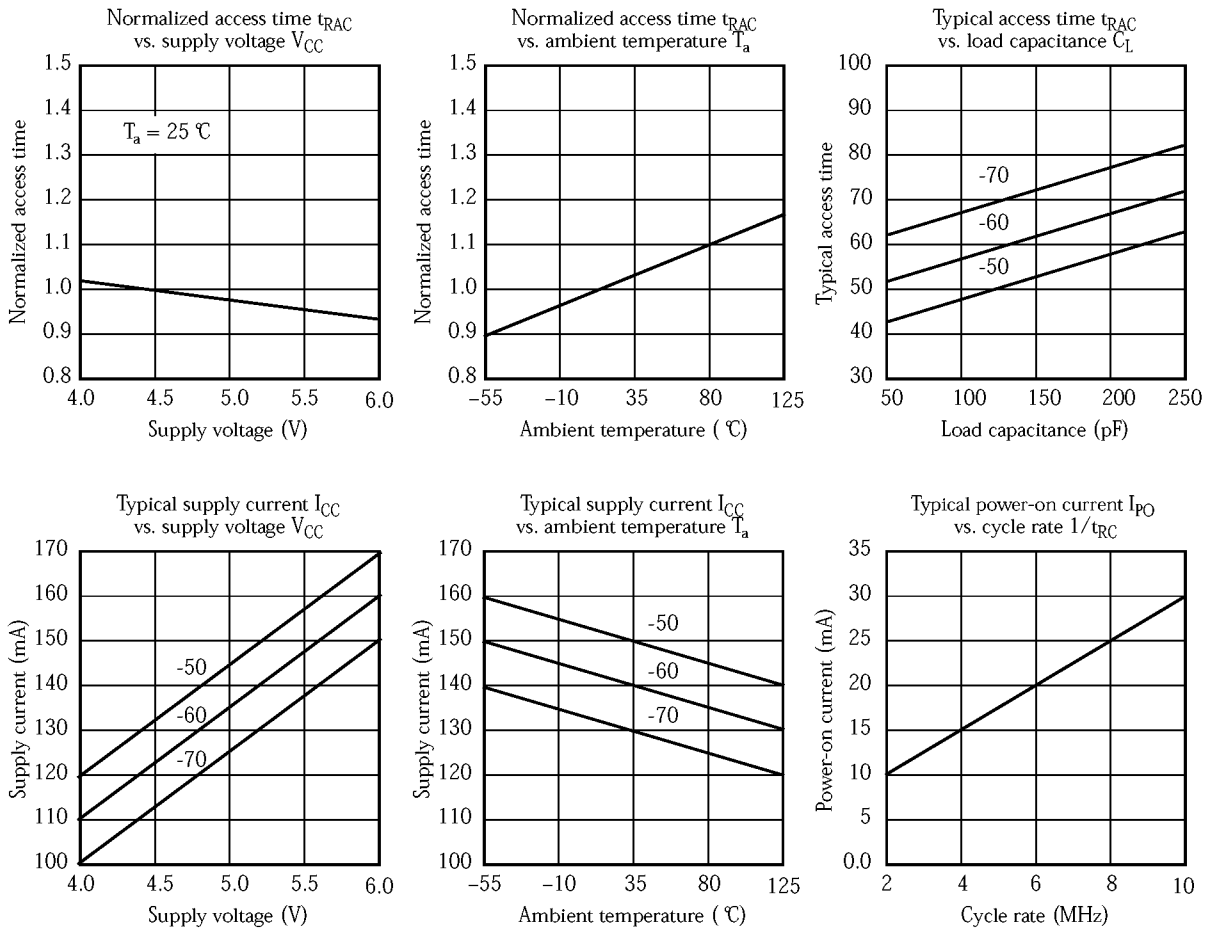 Normalized access time tRAC
vs. supply voltage VCC
1.5
1.4
1.3
1.2
1.1
1.0
0.9
0.8
Normalized access time
Ta = 25 °C
4.0 4.5 5.0 5.5 6.0
Supply voltage (V)
Normalized access time tRAC
vs. ambient temperature Ta
1.5
1.4
1.3
1.2
1.1
1.0
0.9
0.8
Normalized access time
–55 –10 35 80 125
Ambient temperature ( °C)
Typical access time tRAC
vs. load capacitance CL
100
90
80
70
60
50
40
30
Typical access time
-70
-60
-50
50 100 150 200 250
Load capacitance (pF)
Typical supply current ICC
vs. supply voltage VCC
170
160
150
140
130
120
110
100
Supply current (mA)
-50
-60
-70
4.0 4.5 5.0 5.5 6.0
Supply voltage (V)
Typical supply current ICC
vs. ambient temperature Ta
170
160
150
140
130
120
110
100
Supply current (mA)
-50
-60
-70
–55 –10 35 80 125
Ambient temperature ( °C)
Typical power-on current IPO
vs. cycle rate 1/tRC
35
30
25
20
15
10
5
0.0
Power-on current (mA)
2 4 6 8 10
Cycle rate (MHz)